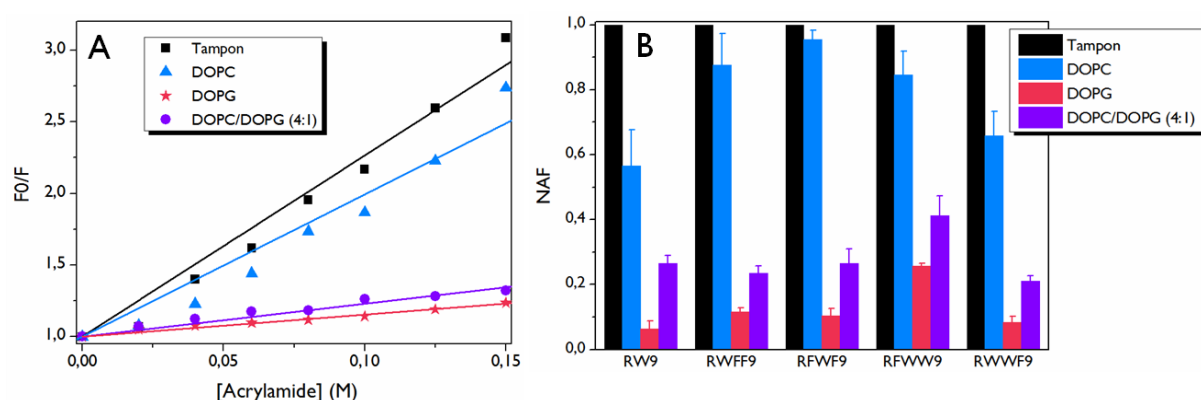 A
Tampon
DOPC
DOPG
DOPC/DOPG (4:1)
3,0
2,5
2,0
1,5
1,0
F0/F
0,00
0,05
0,10
0,15
[Acrylamide] (M)
B
Tampon
DOPC
DOPG
DOPC/DOPG (4:1)
1,0
0,8
0,6
0,4
0,2
0,0
NAF
RW9
RWFF9
RFWF9
RFWW9
RWWF9